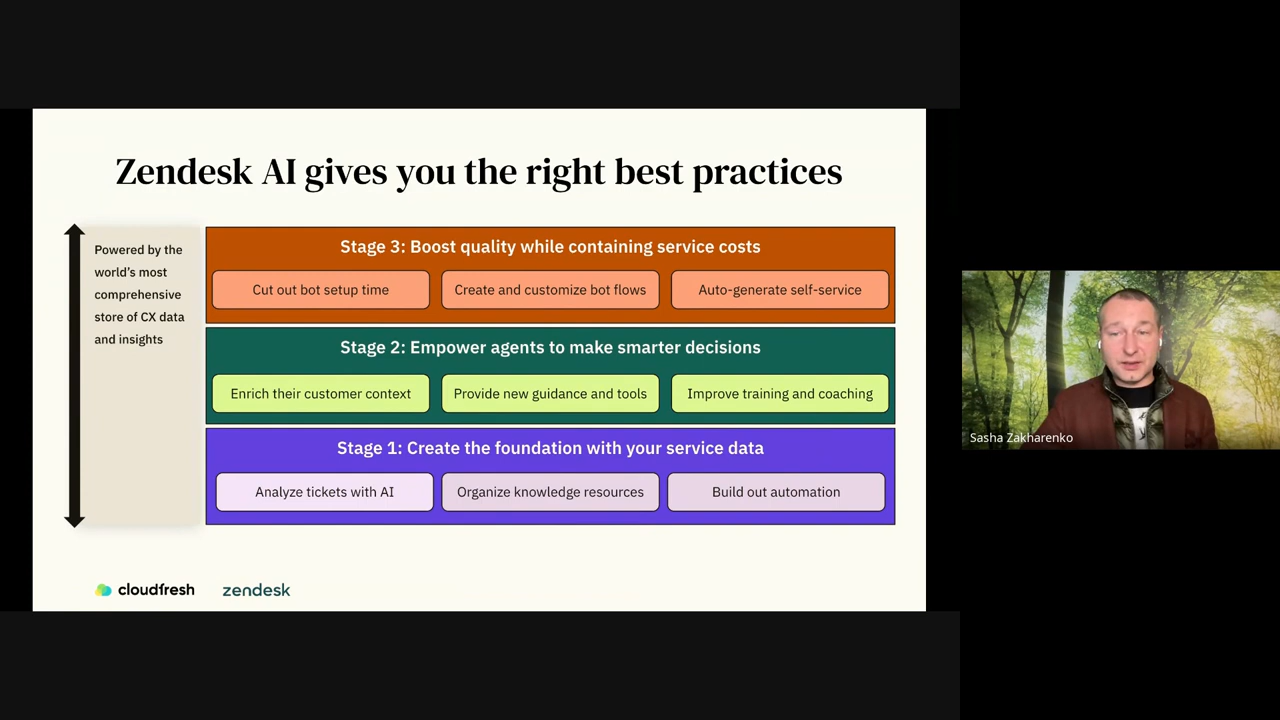 Zendesk AI gives you the right best practices
Powered by the
world's most
comprehensive
store of CX data
and insights
Stage 3: Boost quality while containing service costs
Cut out bot setup time
Create and customize bot flows
Auto-generate self-service
Stage 2: Empower agents to make smarter decisions
Enrich their customer context
Provide new guidance and tools
Improve training and coaching
Stage 1: Create the foundation with your service data
Analyze tickets with AI
Organize knowledge resources
Build out automation
cloudfresh
zendesk
Sasha Zakharenko